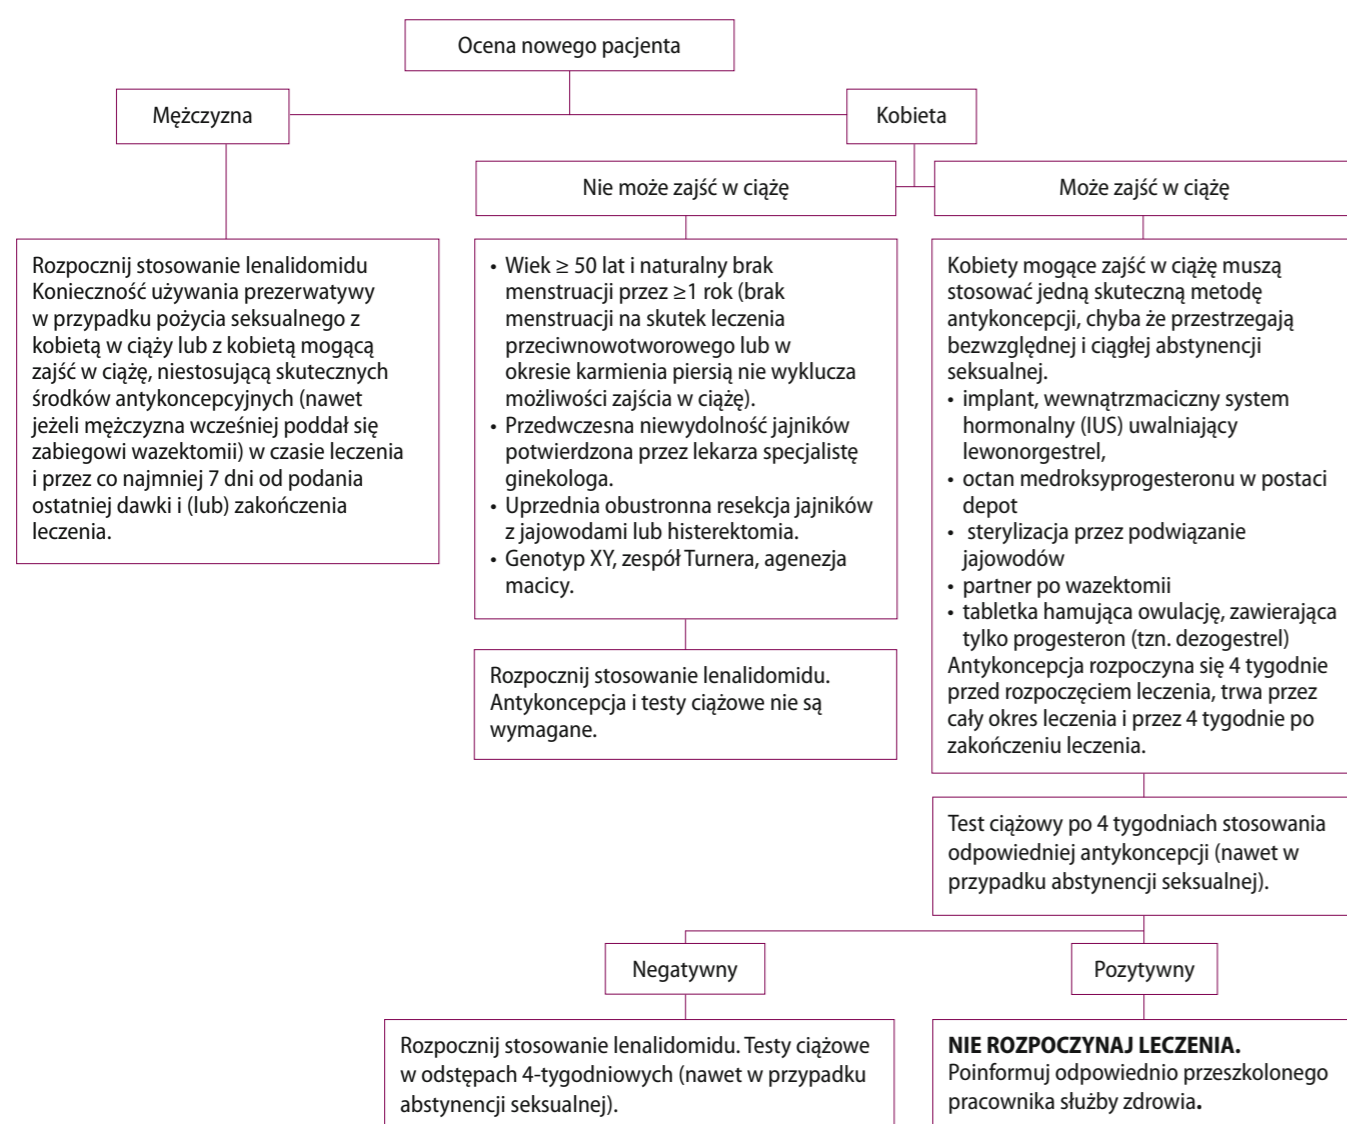 Ocena nowego pacjenta
Mężczyzna
Kobieta
Nie może zajść w ciążę
Może zajść w ciążę
Rozpocznij stosowanie lenalidomidu
Konieczność używania prezerwatywy
w przypadku pożycia seksualnego z
kobietą w ciąży lub z kobietą mogącą
zajść w ciążę, niestosującą skutecznych
środków antykoncepcyjnych (nawet
jeżeli mężczyzna wcześniej poddał się
zabiegowi wazektomii) w czasie leczenia
i przez co najmniej 7 dni od podania
ostatniej dawki i (lub) zakończenia
leczenia.
• Wiek ≥ 50 lat i naturalny brak
menstruacji przez ≥1 rok (brak
menstruacji na skutek leczenia
przeciwnowotworowego lub w
okresie karmienia piersią nie wyklucza
możliwości zajścia w ciążę).
• Przedwczesna niewydolność jajników
potwierdzona przez lekarza specjalistę
ginekologa.
• Uprzednia obustronna resekcja jajników
z jajowodami lub histerektomia.
• Genotyp XY, zespół Turnera, agenezja
macicy.
Rozpocznij stosowanie lenalidomidu.
Antykoncepcja i testy ciążowe nie są
wymagane.
Kobiety mogące zajść w ciążę muszą
stosować jedną skuteczną metodę
antykoncepcji, chyba że przestrzegają
bezwzględnej i ciągłej abstynencji
seksualnej.
• implant, wewnątrzmaciczny system
hormonalny (IUS) uwalniający
lewonorgestrel,
• octan medroksyprogesteronu w postaci
depot
• sterylizacja przez podwiązanie
jajowodów
• partner po wazektomii
• tabletka hamująca owulację, zawierająca
tylko progesteron (tzn. dezogestrel)
Antykoncepcja rozpoczyna się 4 tygodnie
przed rozpoczęciem leczenia, trwa przez
cały okres leczenia i przez 4 tygodnie po
zakończeniu leczenia.
Test ciążowy po 4 tygodniach stosowania
odpowiedniej antykoncepcji (nawet w
przypadku abstynencji seksualnej).
Negatywny
Pozytywny
Rozpocznij stosowanie lenalidomidu. Testy ciążowe
w odstępach 4-tygodniowych (nawet w przypadku
abstynencji seksualnej).
NIE ROZPOCZYNAJ LECZENIA.
Poinformuj odpowiednio przeszkolonego
pracownika służby zdrowia.